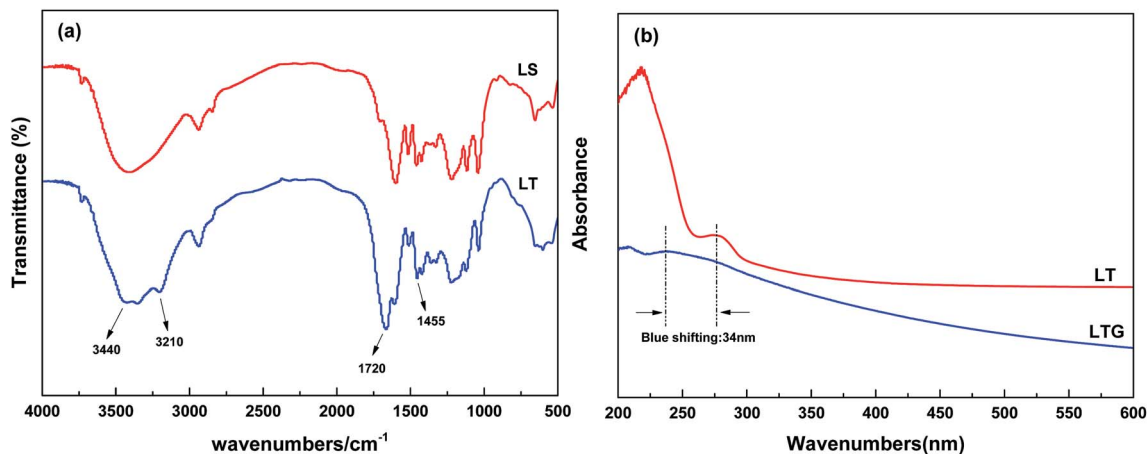 (a)
LS
LT
3440
3210
1720
1455
Transmittance (%)
4000 3500 3000 2500 2000 1500 1000 500
wavenumbers/cm⁻¹
(b)
LT
LTG
Blue shifting:34nm
Absorbance
200 250 300 350 400 450 500 550 600
Wavenumbers(nm)